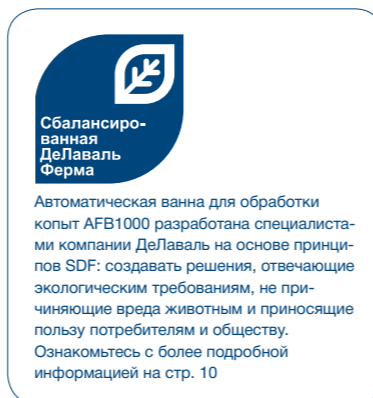 Сбалансиро-
ванная
ДеЛаваль
Ферма
Автоматическая ванна для обработки
копыт AFB1000 разработана специалиста-
ми компании ДеЛаваль на основе принци-
пов SDF: создавать решения, отвечающие
экологическим требованиям, не при-
чиняющие вреда животным и приносящие
пользу потребителям и обществу.
Ознакомьтесь с более подробной
информацией на стр. 10